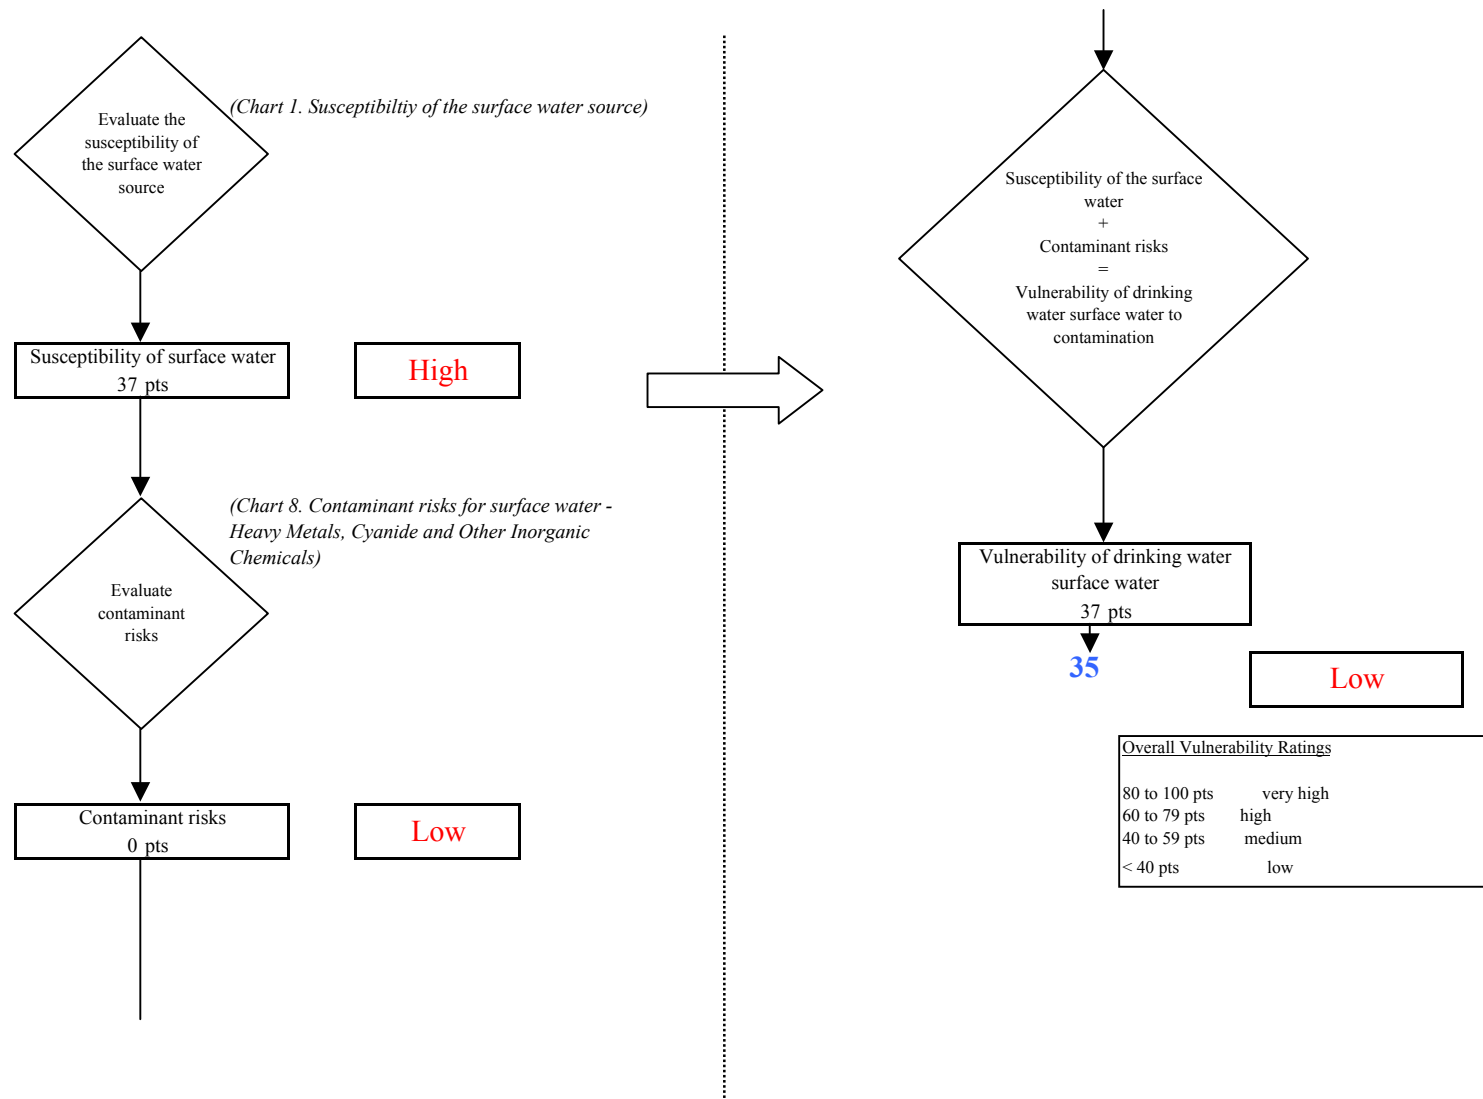 Evaluate the
susceptibility of
the surface water
source
(Chart 1. Susceptibiltiy of the surface water source)
Susceptibility of surface water
37 pts
High
(Chart 8. Contaminant risks for surface water -
Heavy Metals, Cyanide and Other Inorganic
Chemicals)
Evaluate
contaminant
risks
Contaminant risks
0 pts
Low
Susceptibility of the surface
water
+
Contaminant risks
=
Vulnerability of drinking
water surface water to
contamination
Vulnerability of drinking water
surface water
37 pts
35
Low
Overall Vulnerability Ratings
80 to 100 pts very high
60 to 79 pts high
40 to 59 pts medium
< 40 pts low